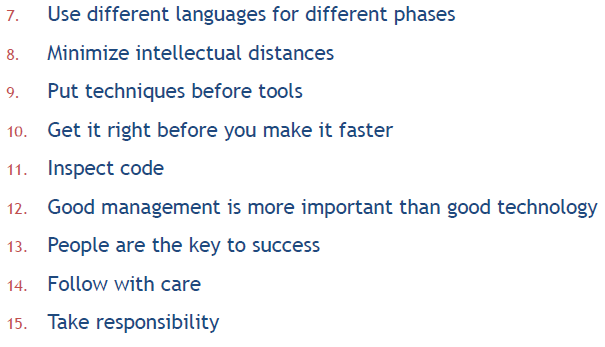 7. Use different languages for different phases
8. Minimize intellectual distances
9. Put techniques before tools
10. Get it right before you make it faster
11. Inspect code
12. Good management is more important than good technology
13. People are the key to success
14. Follow with care
15. Take responsibility